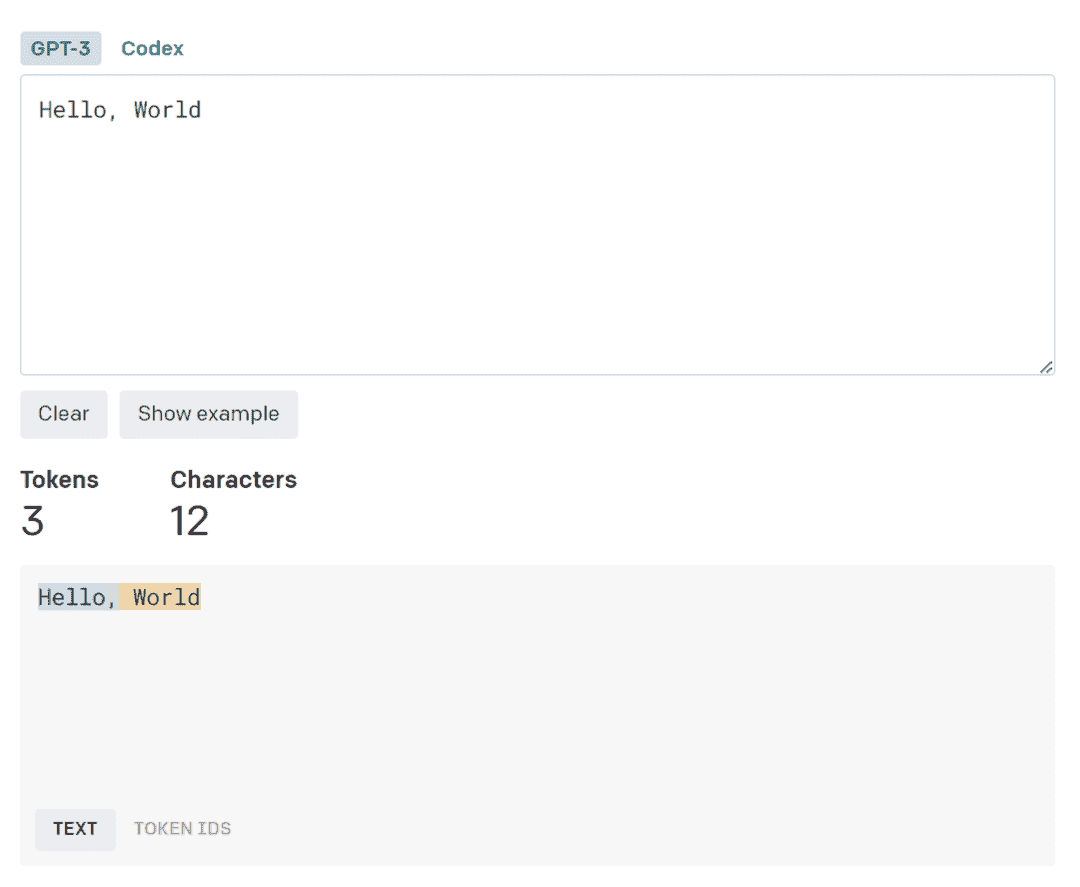 GPT-3 Codex
Hello, World
Clear Show example
Tokens Characters
3 12
Hello, World
TEXT TOKEN IDS